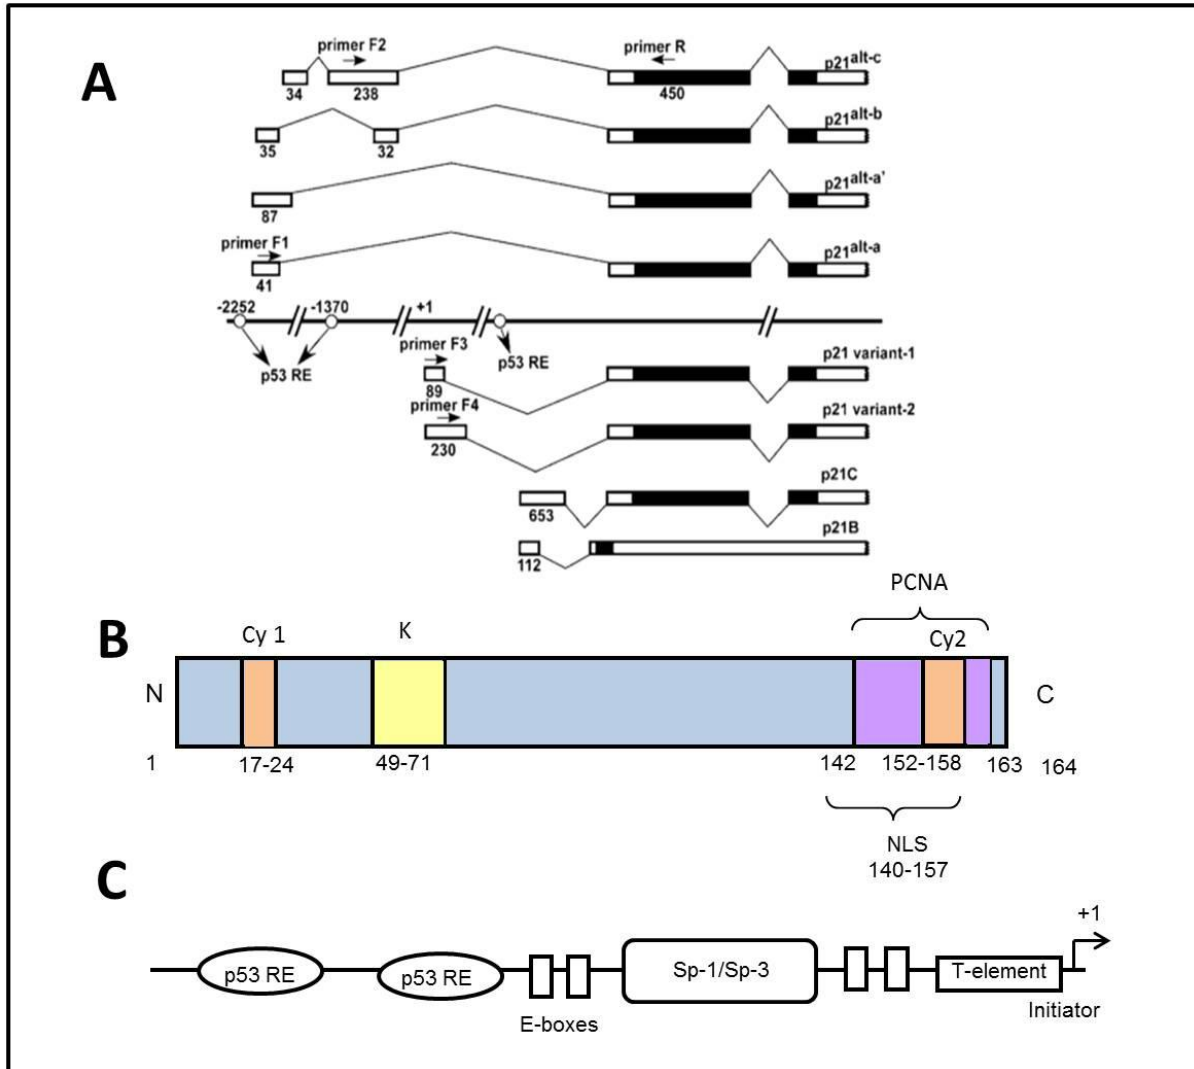 A
primer F2
primer R
p21alt-c
34
238
450
p21alt-b
35
32
p21alt-a'
87
primer F1
p21alt-a
41
-2252
-1370
+1
p53 RE
p53 RE
primer F3
p21 variant-1
89
primer F4
p21 variant-2
230
p21C
653
p21B
112
PCNA
B
Cy 1
K
Cy2
N
C
1
17-24
49-71
142
152-158
163
164
NLS
140-157
C
+1
p53 RE
p53 RE
Sp-1/Sp-3
T-element
E-boxes
Initiator